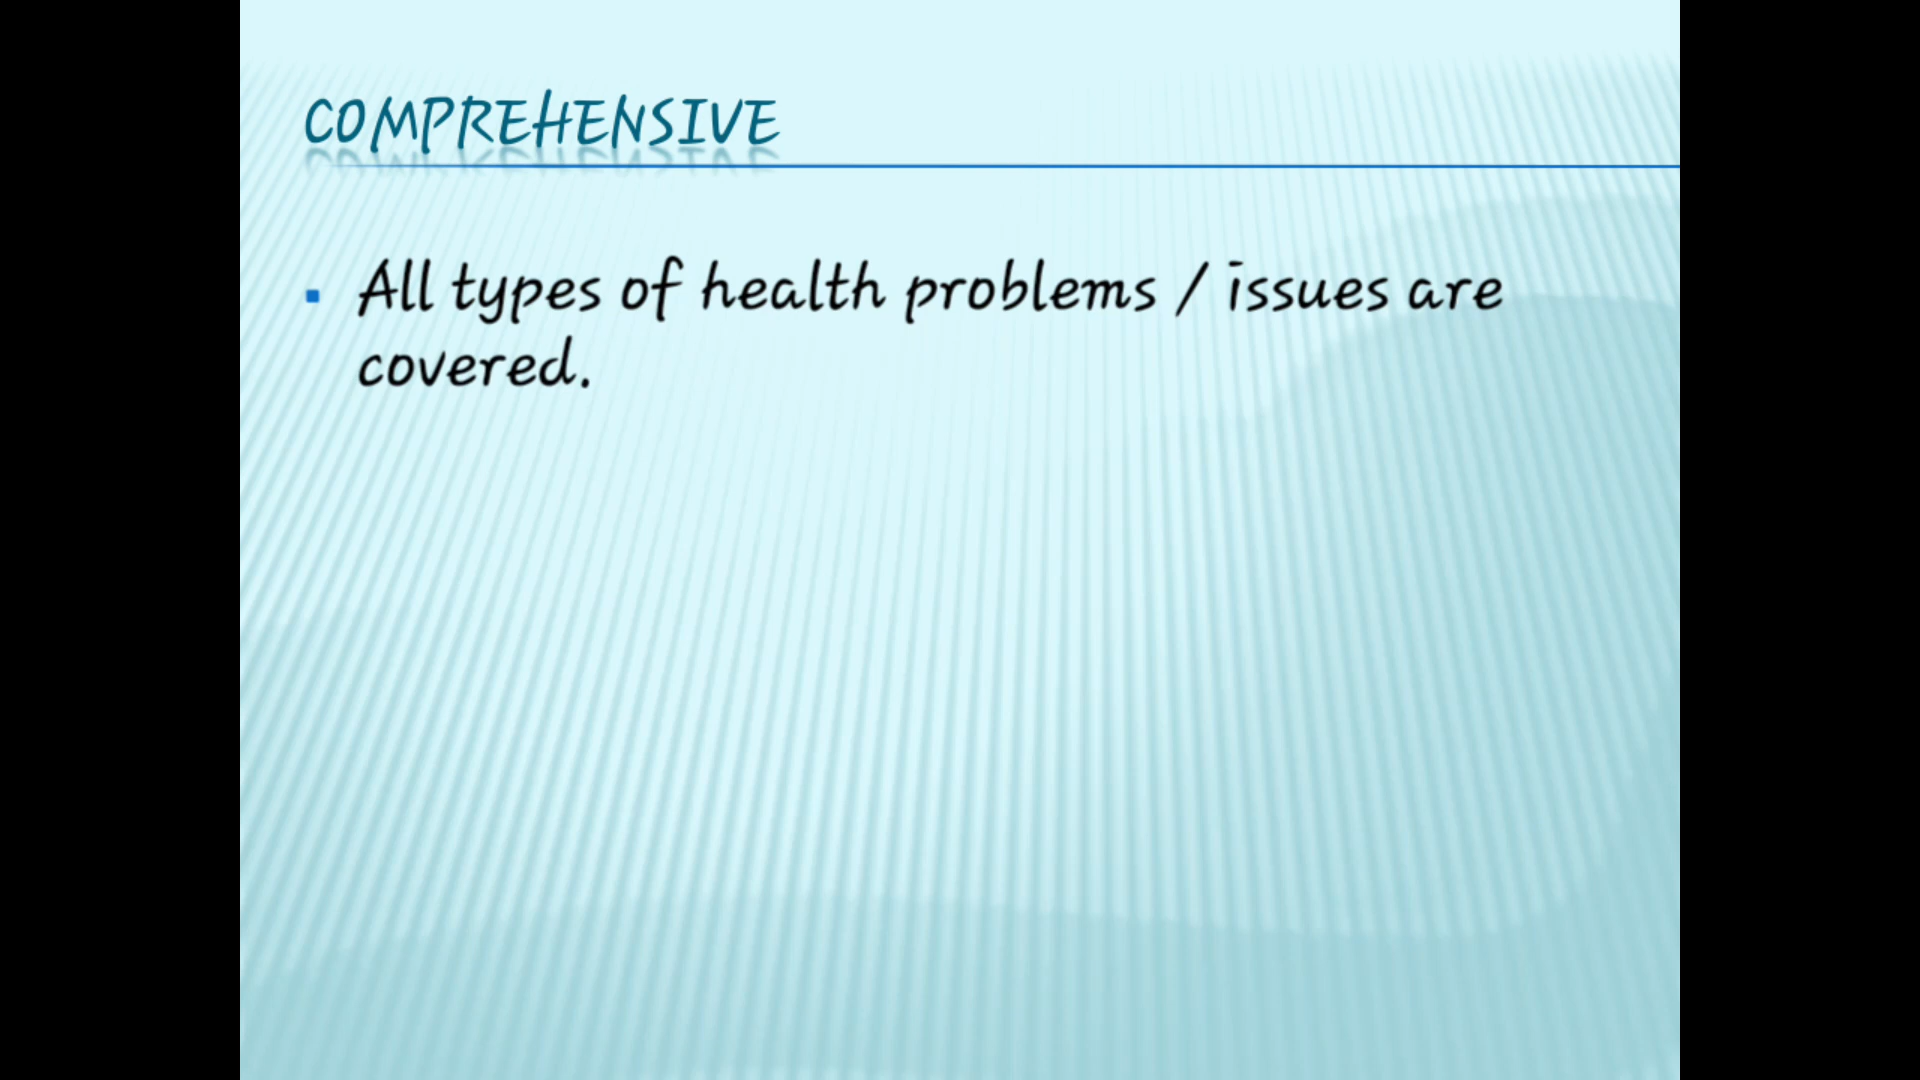 COMPREHENSIVE
▪ All types of health problems / issues are
covered.